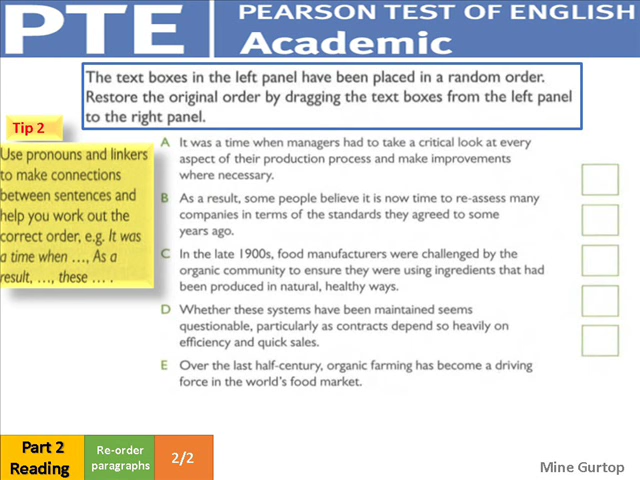 PTE
PEARSON TEST OF ENGLISH
Academic
The text boxes in the left panel have been placed in a random order.
Restore the original order by dragging the text boxes from the left panel
to the right panel.
Tip 2
Use pronouns and linkers
to make connections
between sentences and
help you work out the
correct order, e.g. It was
a time when ..., As a
result, ..., these ... .
A It was a time when managers had to take a critical look at every
aspect of their production process and make improvements
where necessary.
B As a result, some people believe it is now time to re-assess many
companies in terms of the standards they agreed to some
years ago.
C In the late 1900s, food manufacturers were challenged by the
organic community to ensure they were using ingredients that had
been produced in natural, healthy ways.
D Whether these systems have been maintained seems
questionable, particularly as contracts depend so heavily on
efficiency and quick sales.
E Over the last half-century, organic farming has become a driving
force in the world's food market.
Part 2
Reading
Re-order
paragraphs
2/2
Mine Gurtop